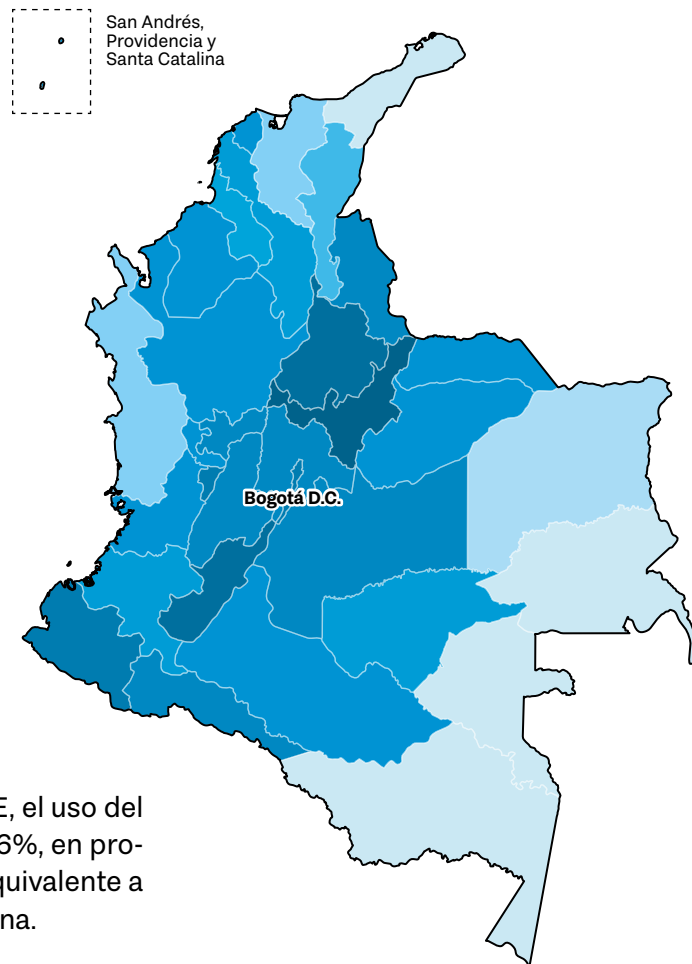 San Andrés,
Providencia y
Santa Catalina
Bogotá D.C.
E, el uso del
6%, en pro-
quivalente a
na.